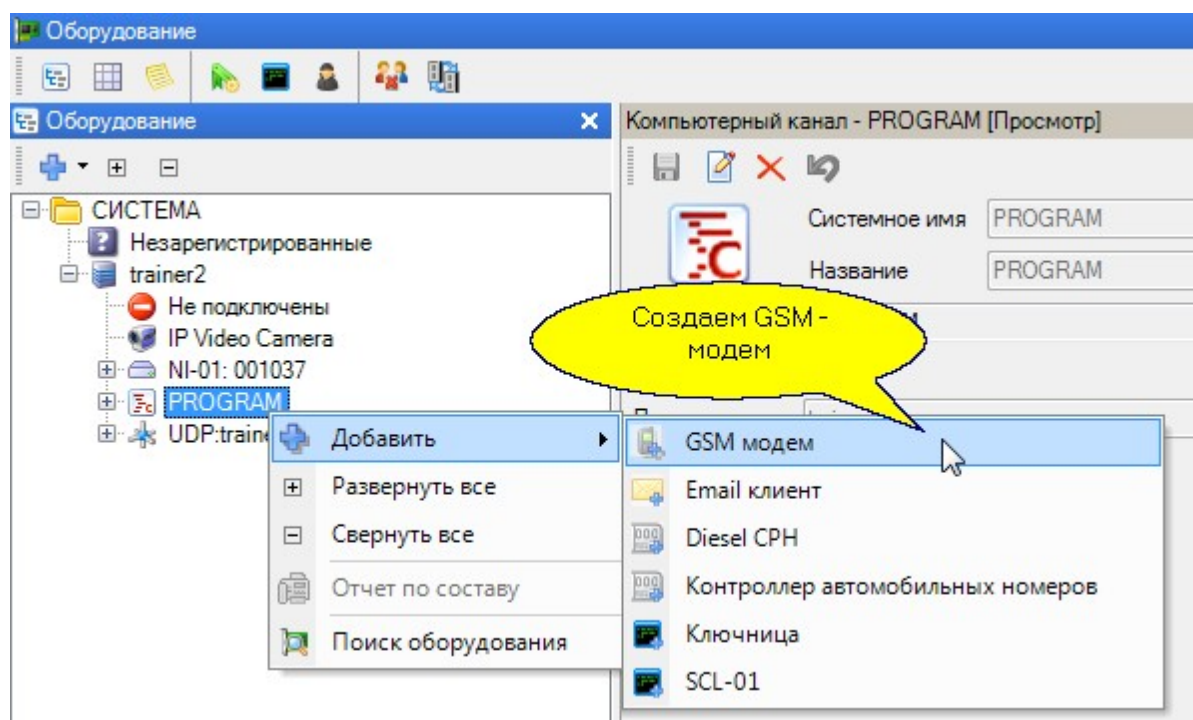 Оборудование
Оборудование
Компьютерный канал - PROGRAM [Просмотр]
СИСТЕМА
Незарегистрированные
trainer2
Не подключены
IP Video Camera
NI-01: 001037
PROGRAM
UDP:traine
Системное имя
PROGRAM
Название
PROGRAM
Создаем GSM -
модем
Добавить
Развернуть все
Свернуть все
Отчет по составу
Поиск оборудования
GSM модем
Email клиент
Diesel CPH
Контроллер автомобильных номеров
Ключница
SCL-01